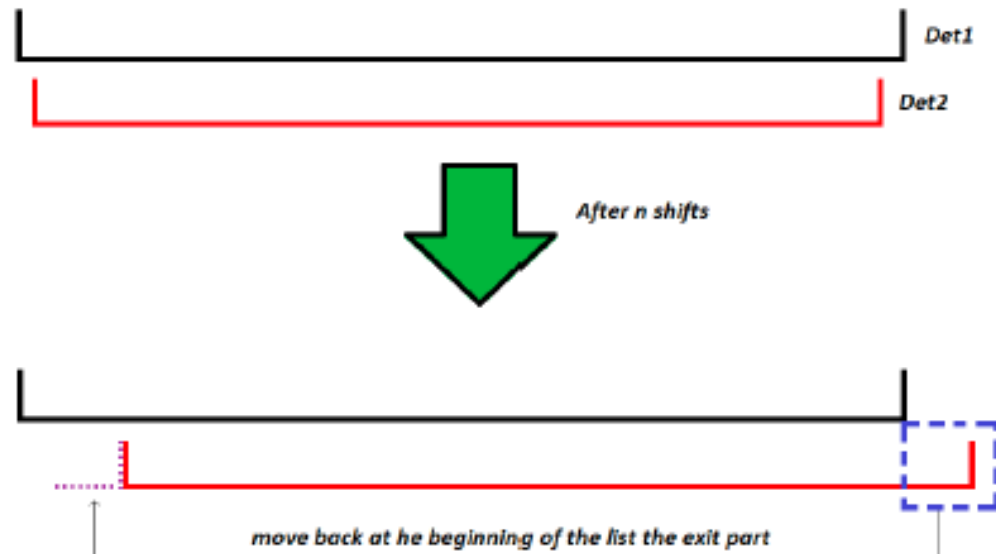 Det1
Det2
After n shifts
move back at he beginning of the list the exit part